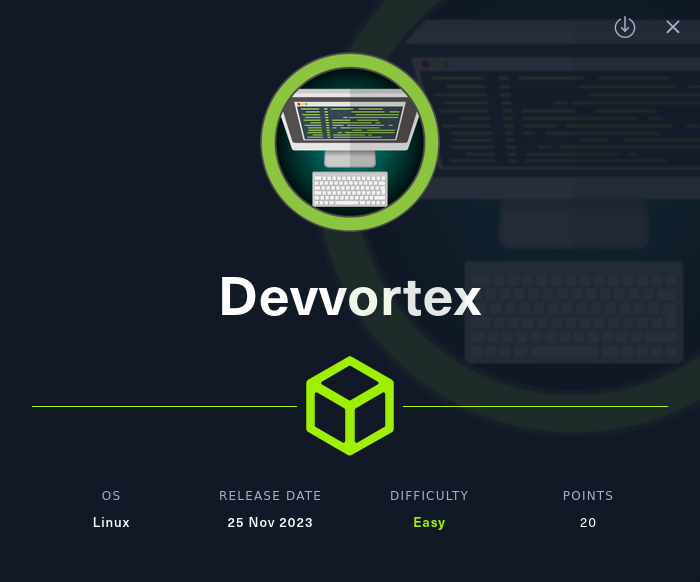 Devvortex
OS RELEASE DATE DIFFICULTY POINTS
Linux 25 Nov 2023 Easy 20